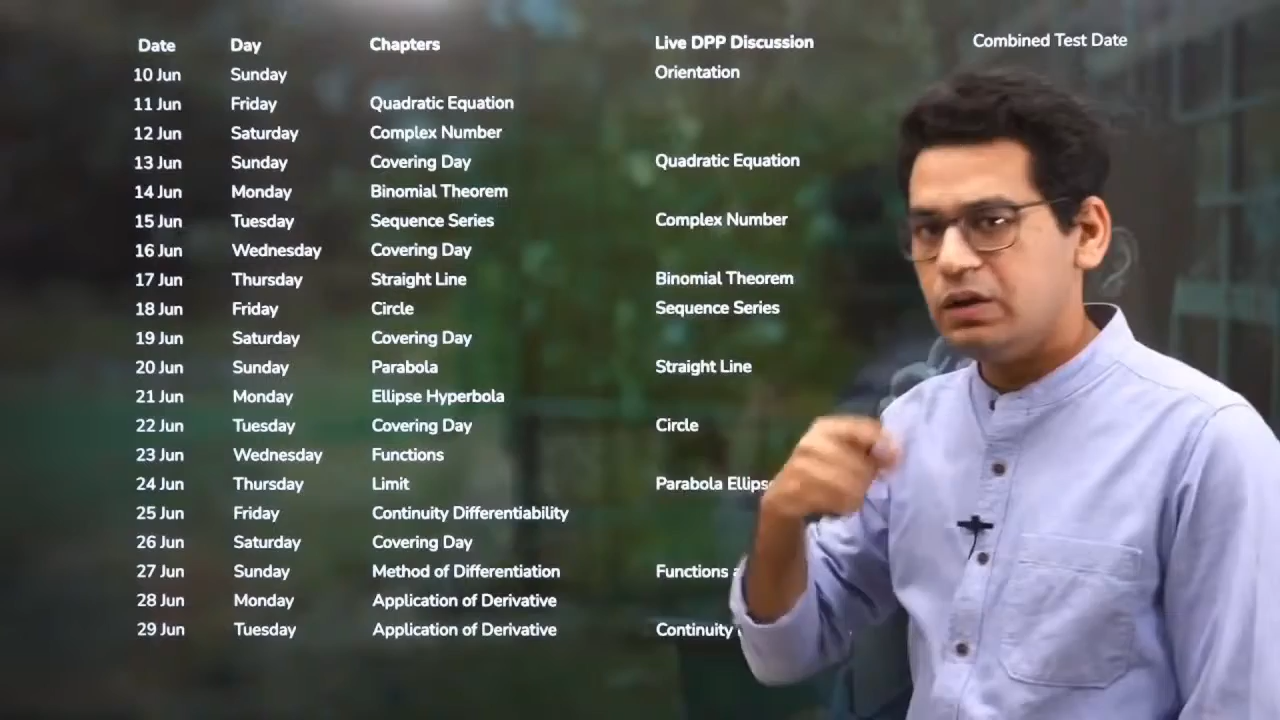 Date Day Chapters Live DPP Discussion Combined Test Date
10 Jun Sunday Orientation
11 Jun Friday Quadratic Equation
12 Jun Saturday Complex Number
13 Jun Sunday Covering Day Quadratic Equation
14 Jun Monday Binomial Theorem
15 Jun Tuesday Sequence Series Complex Number
16 Jun Wednesday Covering Day
17 Jun Thursday Straight Line Binomial Theorem
18 Jun Friday Circle Sequence Series
19 Jun Saturday Covering Day
20 Jun Sunday Parabola Straight Line
21 Jun Monday Ellipse Hyperbola
22 Jun Tuesday Covering Day Circle
23 Jun Wednesday Functions
24 Jun Thursday Limit Parabola Ellipse
25 Jun Friday Continuity Differentiability
26 Jun Saturday Covering Day
27 Jun Sunday Method of Differentiation Functions
28 Jun Monday Application of Derivative
29 Jun Tuesday Application of Derivative Continuity